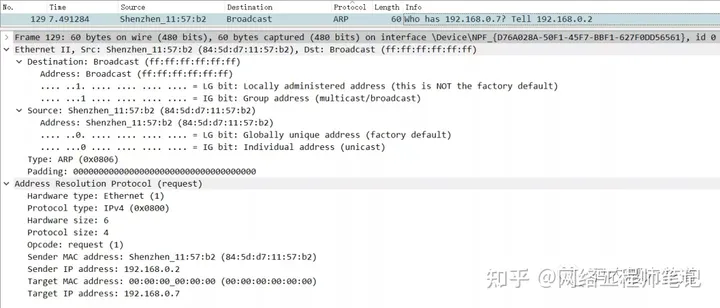 No. Time Source Destination Protocol Length Info
129 7.491284 Shenzhen_11:57:b2 Broadcast ARP 60 Who has 192.168.0.7? Tell 192.168.0.2
Frame 129: 60 bytes on wire (480 bits), 60 bytes captured (480 bits) on interface \Device\NPF_{D76A028A-50F1-45F7-BBF1-627F0DD56561}, id 0
Ethernet II, Src: Shenzhen_11:57:b2 (84:5d:d7:11:57:b2), Dst: Broadcast (ff:ff:ff:ff:ff:ff)
Destination: Broadcast (ff:ff:ff:ff:ff:ff)
Address: Broadcast (ff:ff:ff:ff:ff:ff)
.... ..1. .... .... .... .... = LG bit: Locally administered address (this is NOT the factory default)
.... ...1 .... .... .... .... = IG bit: Group address (multicast/broadcast)
Source: Shenzhen_11:57:b2 (84:5d:d7:11:57:b2)
Address: Shenzhen_11:57:b2 (84:5d:d7:11:57:b2)
.... ..0. .... .... .... .... = LG bit: Globally unique address (factory default)
.... ...0 .... .... .... .... = IG bit: Individual address (unicast)
Type: ARP (0x0806)
Padding: 000000000000000000000000000000000000
Address Resolution Protocol (request)
Hardware type: Ethernet (1)
Protocol type: IPv4 (0x0800)
Hardware size: 6
Protocol size: 4
Opcode: request (1)
Sender MAC address: Shenzhen_11:57:b2 (84:5d:d7:11:57:b2)
Sender IP address: 192.168.0.2
Target MAC address: 00:00:00_00:00:00 (00:00:00:00:00:00)
Target IP address: 192.168.0.7
知乎 @网络工程师笔记